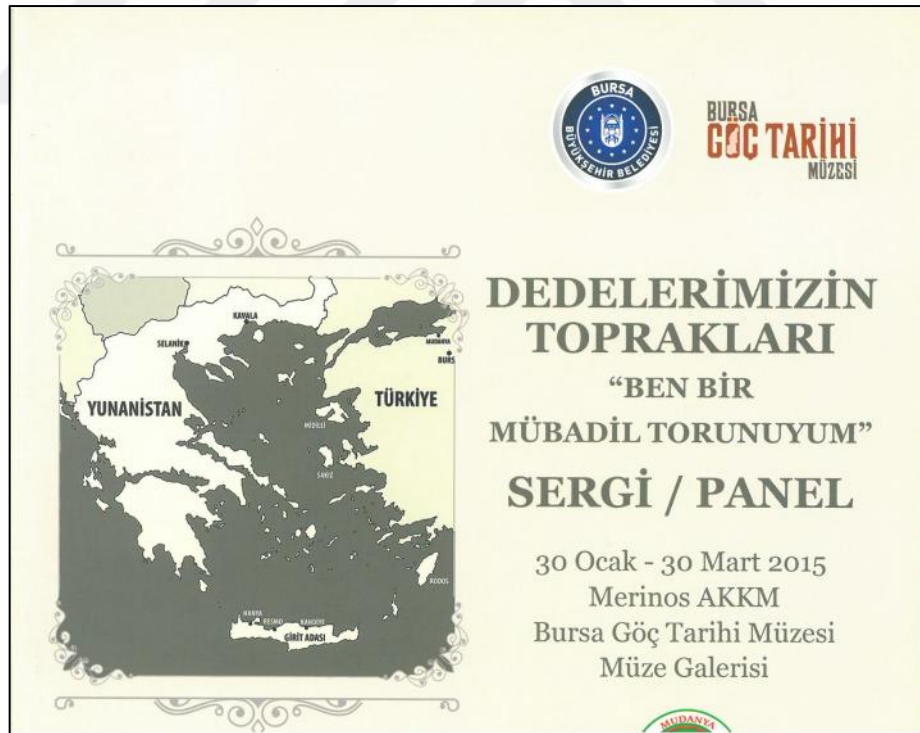 BURSA
BÜYÜKŞEHİR BELEDİYESİ
BURSA
GÖÇ TARİHİ
MÜZESİ
DEDELERİMİZİN
TOPRAKLARI
“BEN BİR
MÜBADİL TORUNUYUM”
SERGİ / PANEL
30 Ocak - 30 Mart 2015
Merinos AKKM
Bursa Göç Tarihi Müzesi
Müze Galerisi
KAVALA
SELANİK
MUDANYA
BURS
YUNANİSTAN
TÜRKİYE
MİDİLLİ
SAKIZ
RODOS
HANYA
RESMO
KANDİYE
GİRİT ADASI
MUDANYA